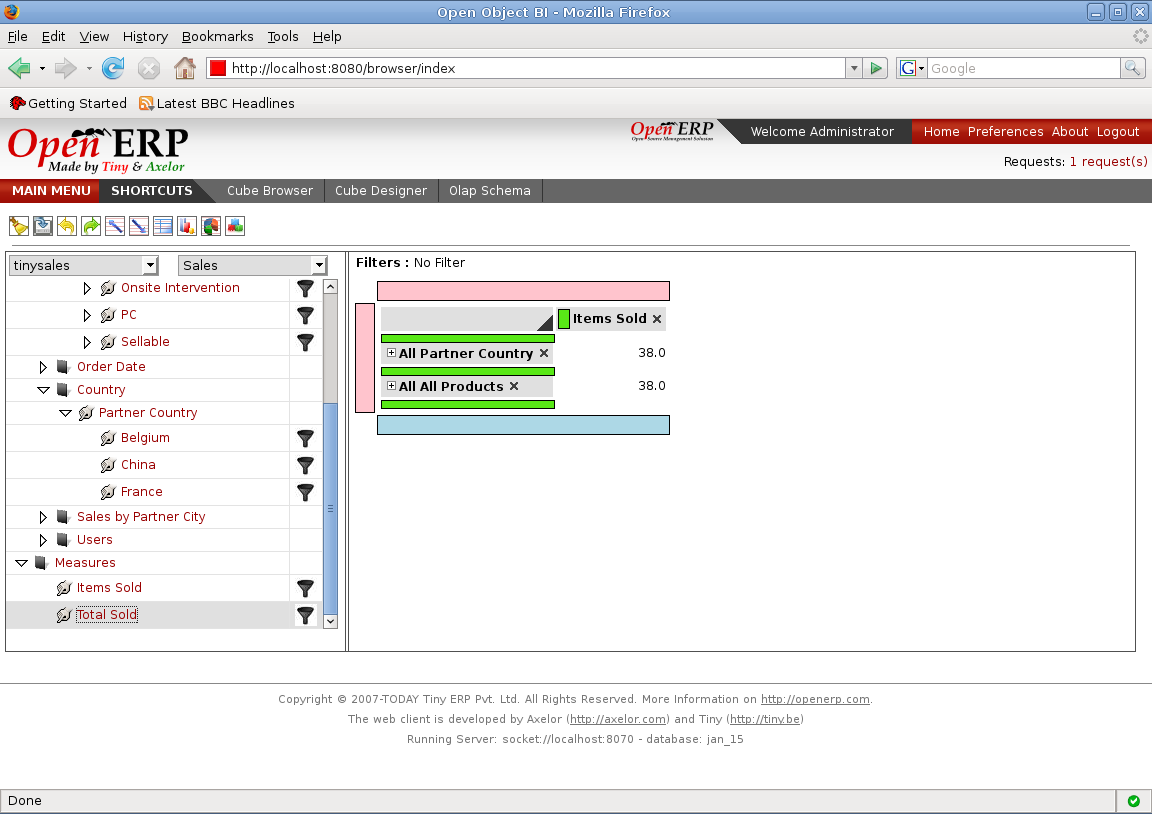 Open Object BI - Mozilla Firefox
File Edit View History Bookmarks Tools Help
http://localhost:8080/browser/index
G Google
Getting Started Latest BBC Headlines
Open ERP
Made by Tiny & Axelor
Open ERP
Open Source Management Solution
Welcome Administrator
Home Preferences About Logout
Requests: 1 request(s)
MAIN MENU SHORTCUTS Cube Browser Cube Designer Olap Schema
tinysales Sales
Onsite Intervention
PC
Sellable
Order Date
Country
Partner Country
Belgium
China
France
Sales by Partner City
Users
Measures
Items Sold
Total Sold
Filters : No Filter
Items Sold
All Partner Country 38.0
All All Products 38.0
Copyright © 2007-TODAY Tiny ERP Pvt. Ltd. All Rights Reserved. More Information on http://openerp.com.
The web client is developed by Axelor (http://axelor.com) and Tiny (http://tiny.be)
Running Server: socket://localhost:8070 - database: jan_15
Done